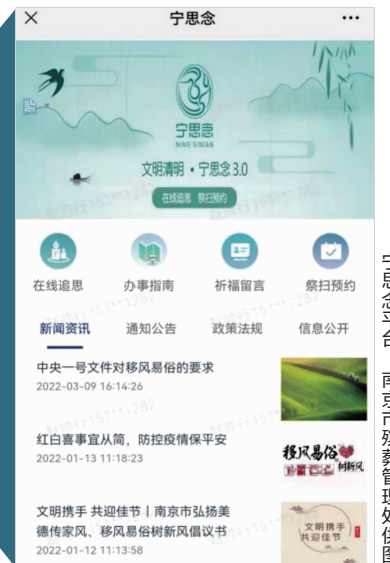 宁思念
宁思念
NING SINIAN
文明清明·宁思念3.0
在线追思 祭扫预约
在线追思
办事指南
祈福留言
祭扫预约
新闻资讯
通知公告
政策法规
信息公开
中央一号文件对移风易俗的要求
2022-03-09 16:14:26
红白喜事宜从简，防控疫情保平安
2022-01-13 11:18:23
移风易俗
树新风
文明携手 共迎佳节丨南京市弘扬美
德传家风、移风易俗树新风倡议书
2022-01-12 11:13:58
文明携手
共迎佳节
宁思念平台
南京市殡葬管理处供图